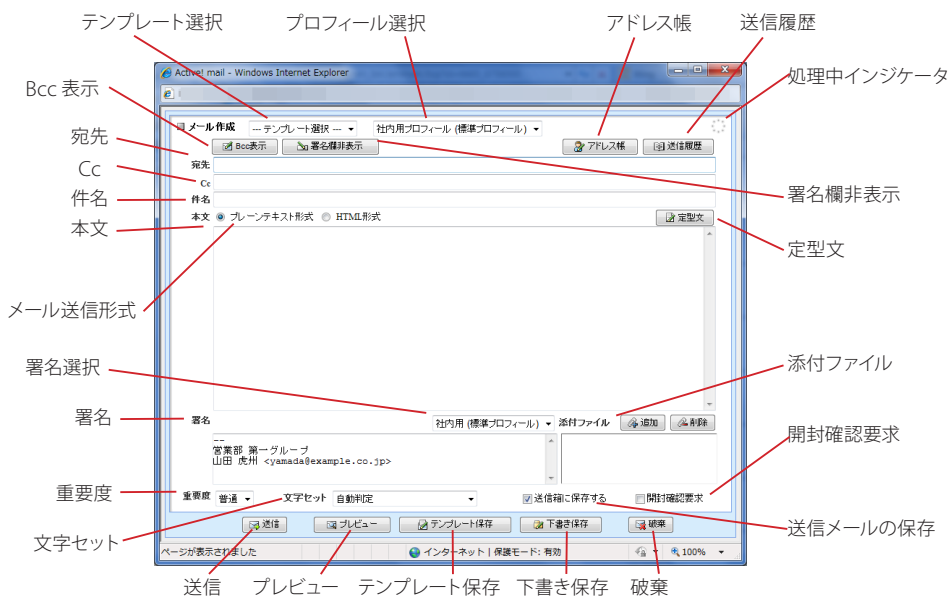 テンプレート選択
プロフィール選択
アドレス帳
送信履歴
処理中インジケータ
Bcc 表示
宛先
Cc
件名
本文
メール送信形式
署名選択
署名
重要度
文字セット
署名欄非表示
定型文
添付ファイル
開封確認要求
送信メールの保存
Active! mail - Windows Internet Explorer
メール作成 --- テンプレート選択 --- 社内用プロフィール (標準プロフィール)
Bcc表示 署名欄非表示 アドレス帳 送信履歴
宛先
Cc
件名
本文 プレーンテキスト形式 HTML形式 定型文
署名 社内用 (標準プロフィール) 添付ファイル 追加 削除
--
営業部 第一グループ
山田 虎州 <yamada@example.co.jp>
重要度 普通 文字セット 自動判定 送信箱に保存する 開封確認要求
送信 プレビュー テンプレート保存 下書き保存 破棄
ページが表示されました インターネット | 保護モード: 有効 100%
送信 プレビュー テンプレート保存 下書き保存 破棄